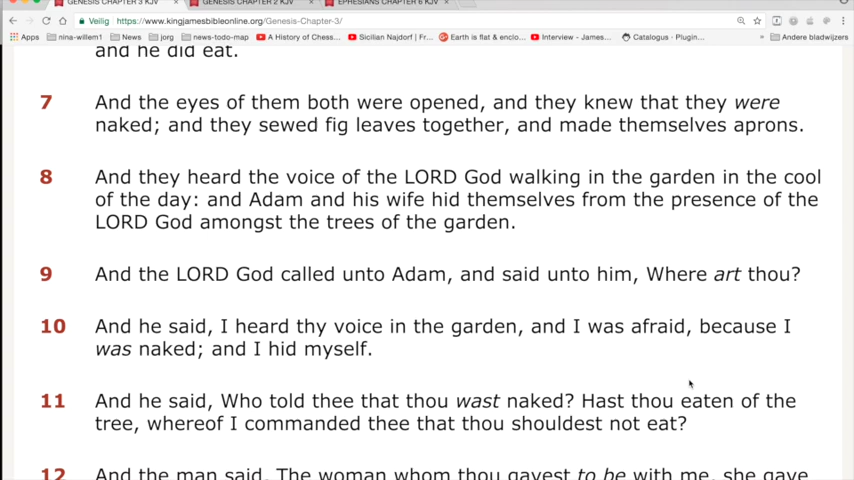 GENESIS CHAPTER 3 KJV
GENESIS CHAPTER 2 KJV
EPHESIANS CHAPTER 6 KJV
Veilig https://www.kingjamesbibleonline.org/Genesis-Chapter-3/
Apps nina-willem1 News jorg news-todo-map A History of Chess... Sicilian Najdorf | Fr... Earth is flat & enclo... Interview - James... Catalogus - Plugin... » Andere bladwijzers
and he did eat.
7 And the eyes of them both were opened, and they knew that they were
naked; and they sewed fig leaves together, and made themselves aprons.
8 And they heard the voice of the LORD God walking in the garden in the cool
of the day: and Adam and his wife hid themselves from the presence of the
LORD God amongst the trees of the garden.
9 And the LORD God called unto Adam, and said unto him, Where art thou?
10 And he said, I heard thy voice in the garden, and I was afraid, because I
was naked; and I hid myself.
11 And he said, Who told thee that thou wast naked? Hast thou eaten of the
tree, whereof I commanded thee that thou shouldest not eat?
12 And the man said, The woman whom thou gavest to be with me, she gave